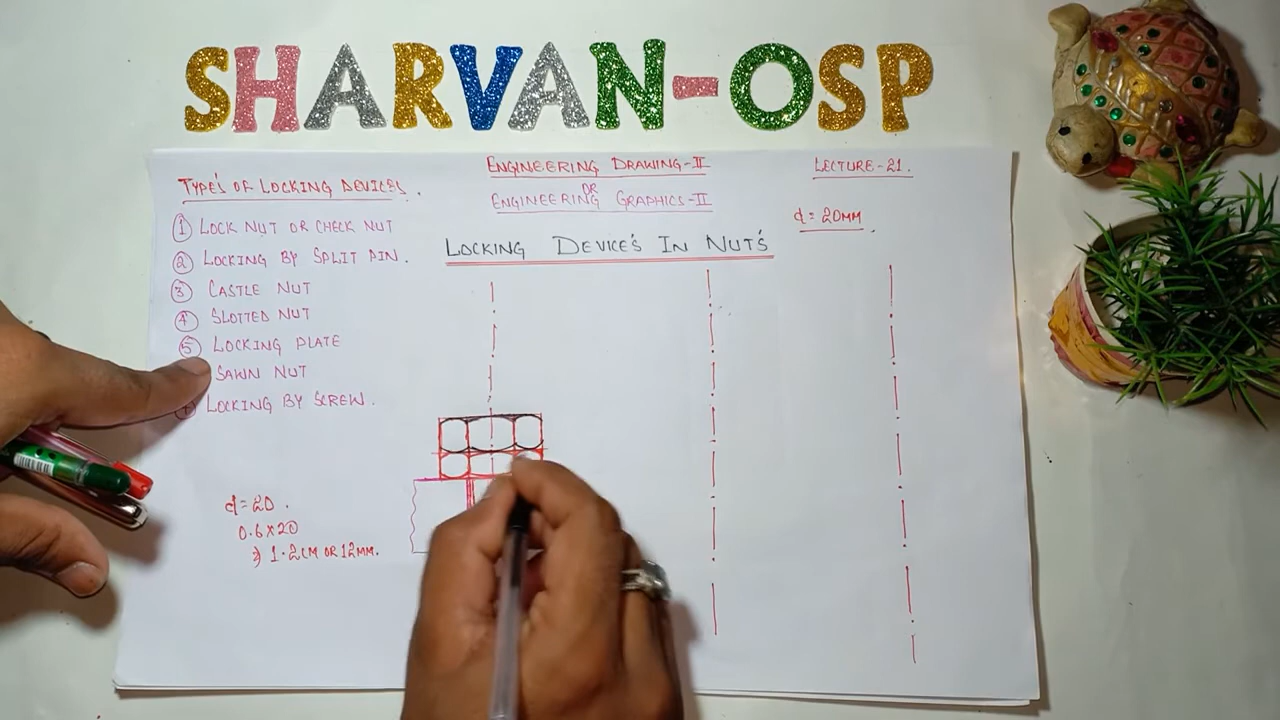 SHARVAN-OSP
ENGINEERING DRAWING-II
OR
ENGINEERING GRAPHICS-II
LECTURE-21.
d = 20MM
LOCKING DEVICE'S IN NUT'S
TYPE'S OF LOCKING DEVICES.
1 LOCK NUT OR CHECK NUT
2 LOCKING BY SPLIT PIN.
3 CASTLE NUT
4 SLOTTED NUT
5 LOCKING PLATE
SAWN NUT
LOCKING BY SCREW.
d = 20.
0.6 X 20
⇒ 1.2CM OR 12MM.